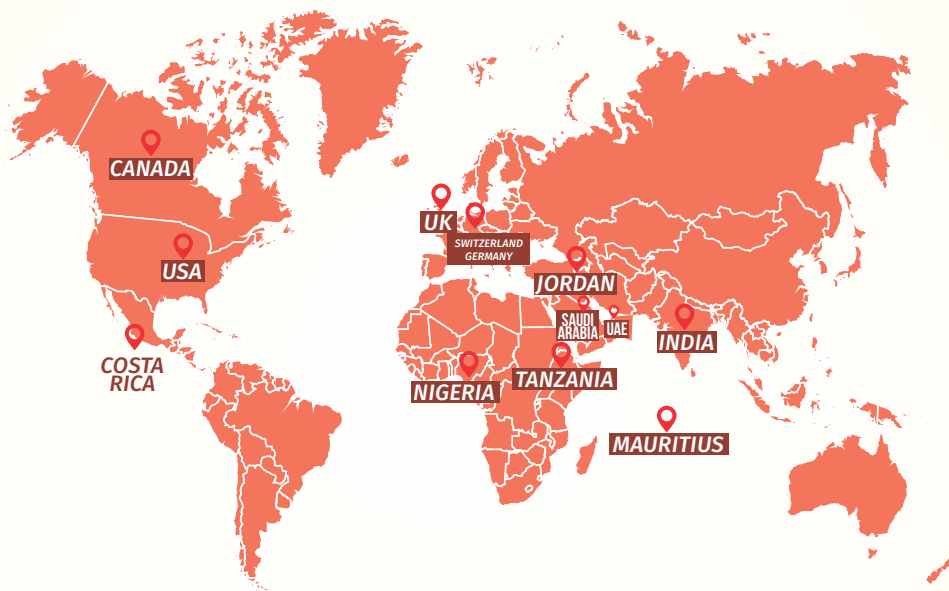 CANADA
UK
SWITZERLAND
GERMANY
USA
JORDAN
SAUDI
ARABIA
UAE
INDIA
COSTA
RICA
NIGERIA
TANZANIA
MAURITIUS